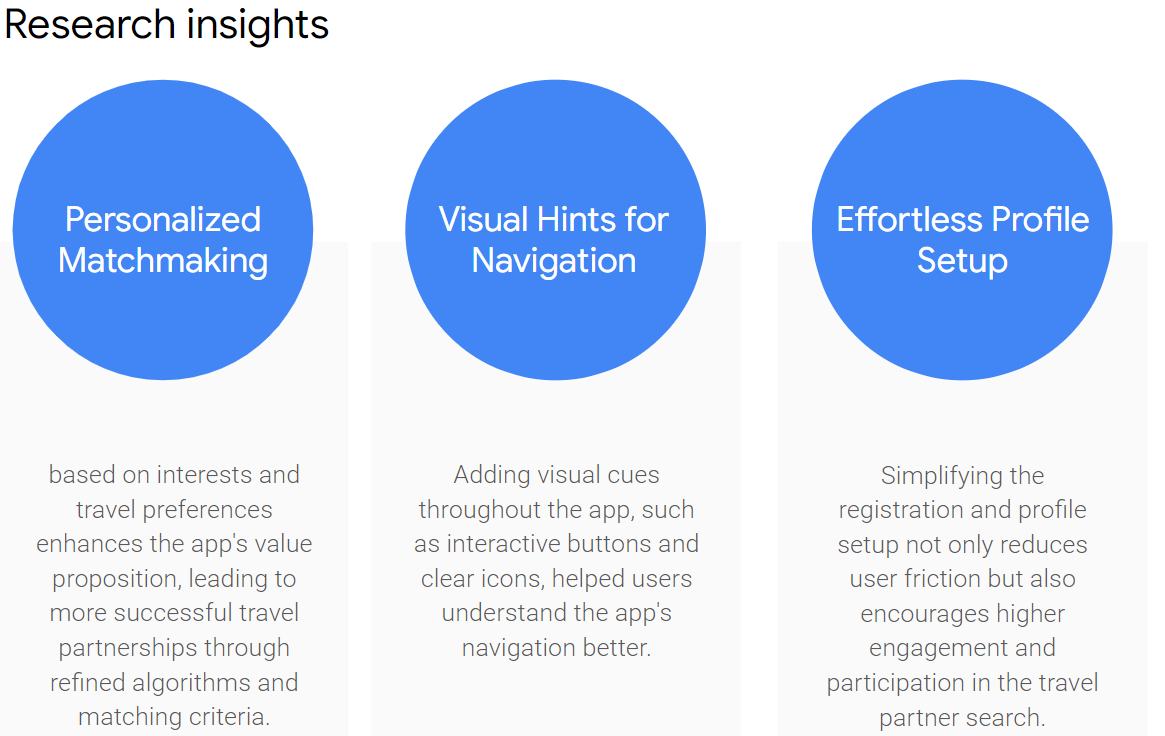 Research insights
Personalized
Matchmaking
based on interests and
travel preferences
enhances the app's value
proposition, leading to
more successful travel
partnerships through
refined algorithms and
matching criteria.
Visual Hints for
Navigation
Adding visual cues
throughout the app, such
as interactive buttons and
clear icons, helped users
understand the app's
navigation better.
Effortless Profile
Setup
Simplifying the
registration and profile
setup not only reduces
user friction but also
encourages higher
engagement and
participation in the travel
partner search.